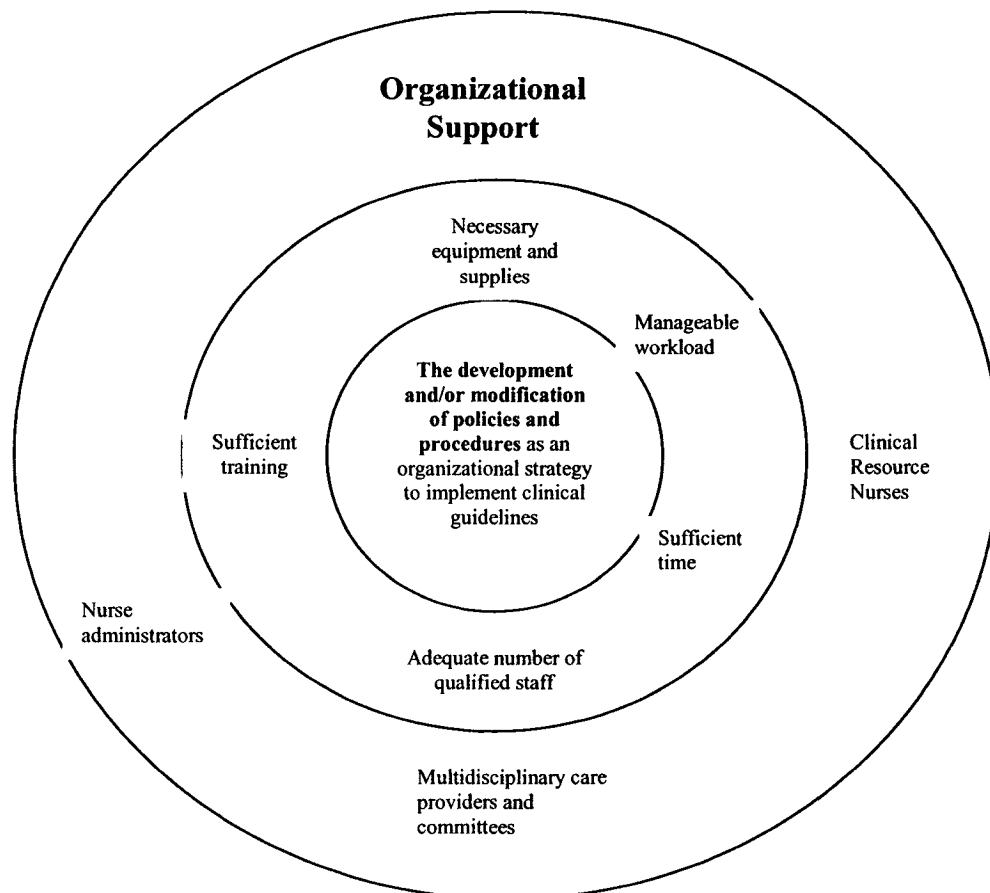 Organizational
Support
Necessary
equipment and
supplies
Manageable
workload
The development
and/or modification
of policies and
procedures as an
organizational strategy
to implement clinical
guidelines
Sufficient
training
Clinical
Resource
Nurses
Sufficient
time
Nurse
administrators
Adequate number of
qualified staff
Multidisciplinary care
providers and
committees